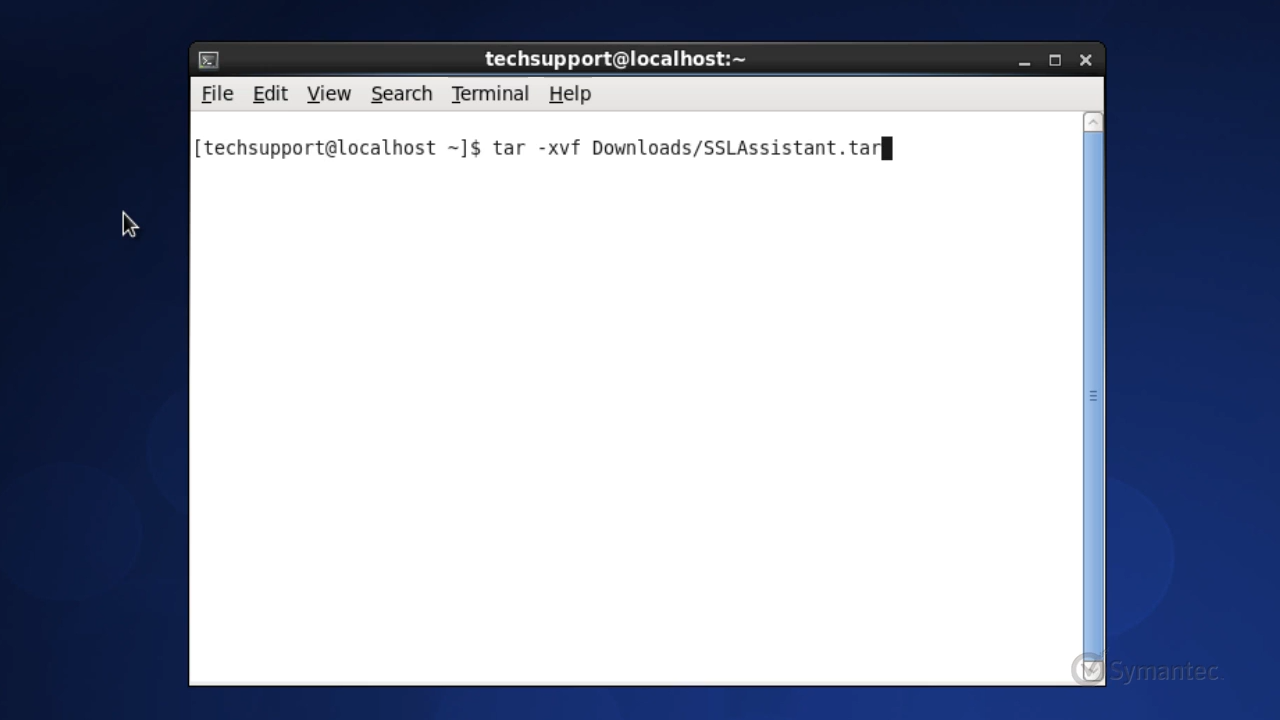 techsupport@localhost:~
File Edit View Search Terminal Help
[techsupport@localhost ~]$ tar -xvf Downloads/SSLAssistant.tar
Symantec.